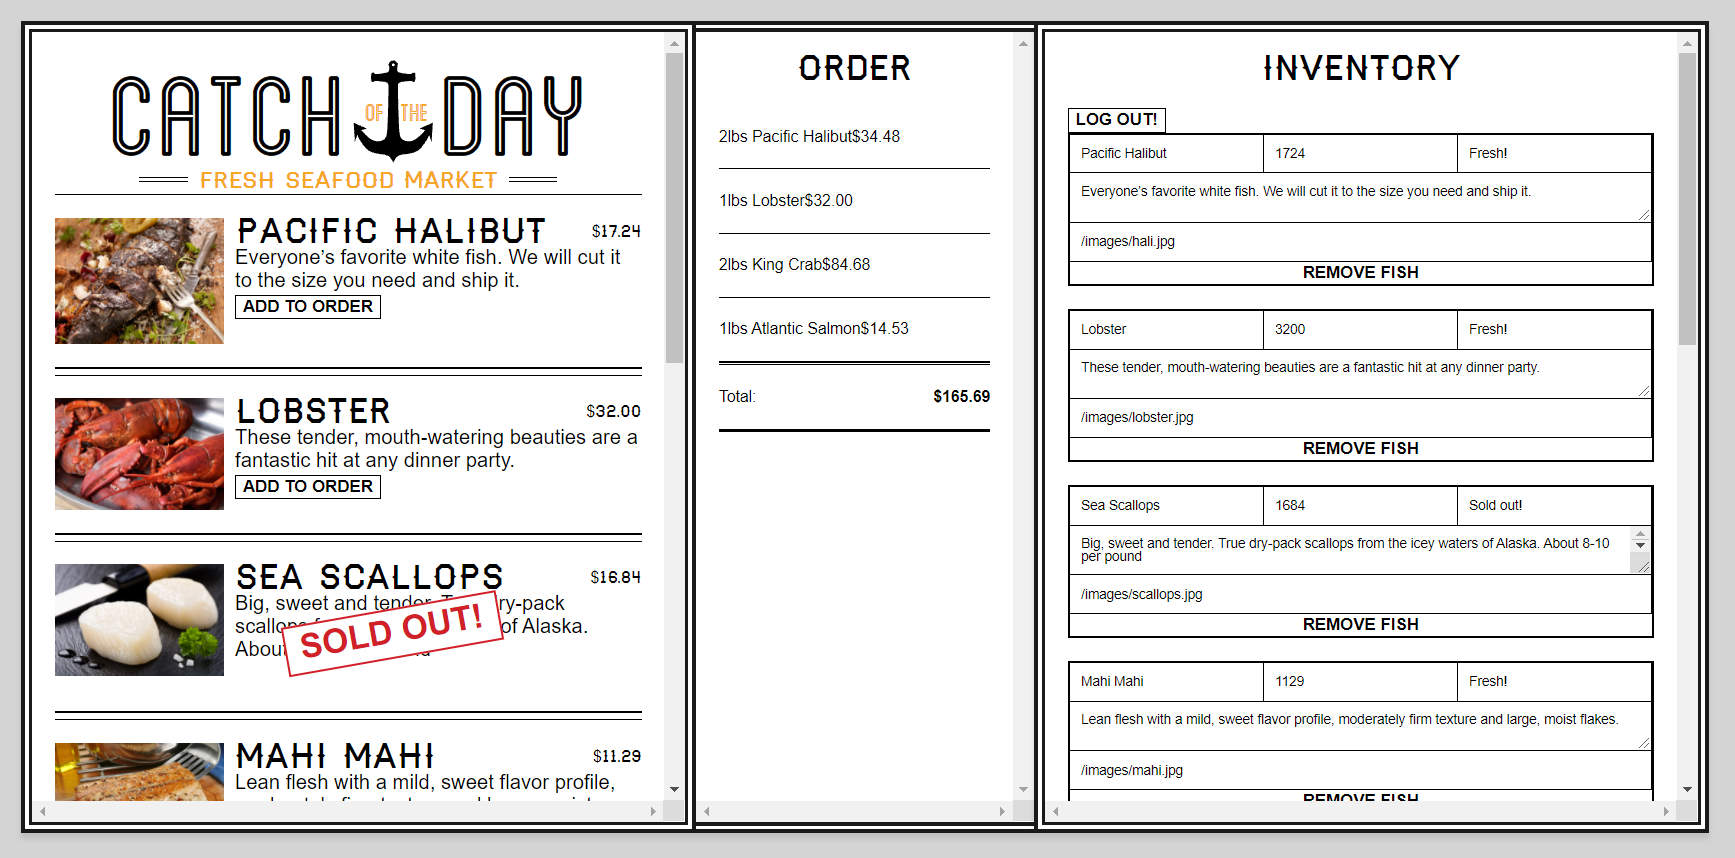 CATCH OF THE DAY
FRESH SEAFOOD MARKET
PACIFIC HALIBUT
$17.24
Everyone’s favorite white fish. We will cut it
to the size you need and ship it.
ADD TO ORDER
LOBSTER
$32.00
These tender, mouth-watering beauties are a
fantastic hit at any dinner party.
ADD TO ORDER
SEA SCALLOPS
$16.84
Big, sweet and tender. ry-pack
of Alaska.
About
SOLD OUT!
MAHI MAHI
$11.29
Lean flesh with a mild, sweet flavor profile,
ORDER
2lbs Pacific Halibut$34.48
1lbs Lobster$32.00
2lbs King Crab$84.68
1lbs Atlantic Salmon$14.53
Total:
$165.69
INVENTORY
LOG OUT!
Pacific Halibut
1724
Fresh!
Everyone’s favorite white fish. We will cut it to the size you need and ship it.
/images/hali.jpg
REMOVE FISH
Lobster
3200
Fresh!
These tender, mouth-watering beauties are a fantastic hit at any dinner party.
/images/lobster.jpg
REMOVE FISH
Sea Scallops
1684
Sold out!
Big, sweet and tender. True dry-pack scallops from the icey waters of Alaska. About 8-10
per pound
/images/scallops.jpg
REMOVE FISH
Mahi Mahi
1129
Fresh!
Lean flesh with a mild, sweet flavor profile, moderately firm texture and large, moist flakes.
/images/mahi.jpg
REMOVE FISH